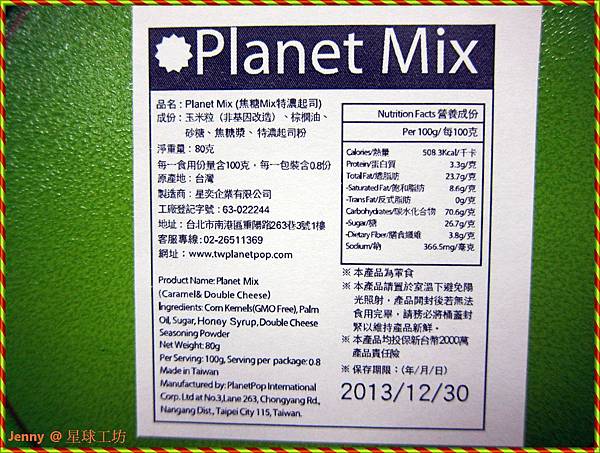 Planet Mix
品名：Planet Mix (焦糖Mix特濃起司)
成份：玉米粒（非基因改造）、棕櫚油、
砂糖、焦糖漿、特濃起司粉
淨重量：80克
每一食用份量含100克，每一包裝含0.8份
原產地：台灣
製造商：星奕企業有限公司
工廠登記字號：63-022244
地址：台北市南港區重陽路263巷3號1樓
客服專線：02-26511369
網址：www.twplanetpop.com
Product Name: Planet Mix
(Caramel& Double Cheese)
Ingredients: Corn Kernels(GMO Free), Palm
Oil, Sugar, Honey Syrup, Double Cheese
Seasoning Powder
Net Weight: 80g
Per Serving: 100g, Serving per package: 0.8
Made in Taiwan
Manufactured by: PlanetPop International
Corp. Ltd at No.3,Lane 263, Chongyang Rd.,
Nangang Dist., Taipei City 115, Taiwan.
Nutrition Facts 營養成份
Per 100g/ 每100克
Calories/熱量 508.3Kcal/千卡
Protein/蛋白質 3.3g/克
Total Fat/總脂肪 23.7g/克
-Saturated Fat/飽和脂肪 8.6g/克
-Trans Fat/反式脂肪 0g/克
Carbohydrates/碳水化合物 70.6g/克
-Sugar/糖 26.7g/克
-Dietary Fiber/膳食纖維 3.8g/克
Sodium/鈉 366.5mg/毫克
※ 本產品為葷食
※ 本產品請置於室溫下避免陽
光照射，產品開封後若無法
食用完畢，請務必將桶蓋封
緊以維持產品新鮮。
※ 本產品均投保新台幣2000萬
產品責任險
※ 保存期限：(年/月/日)
2013/12/30
Jenny @ 星球工坊